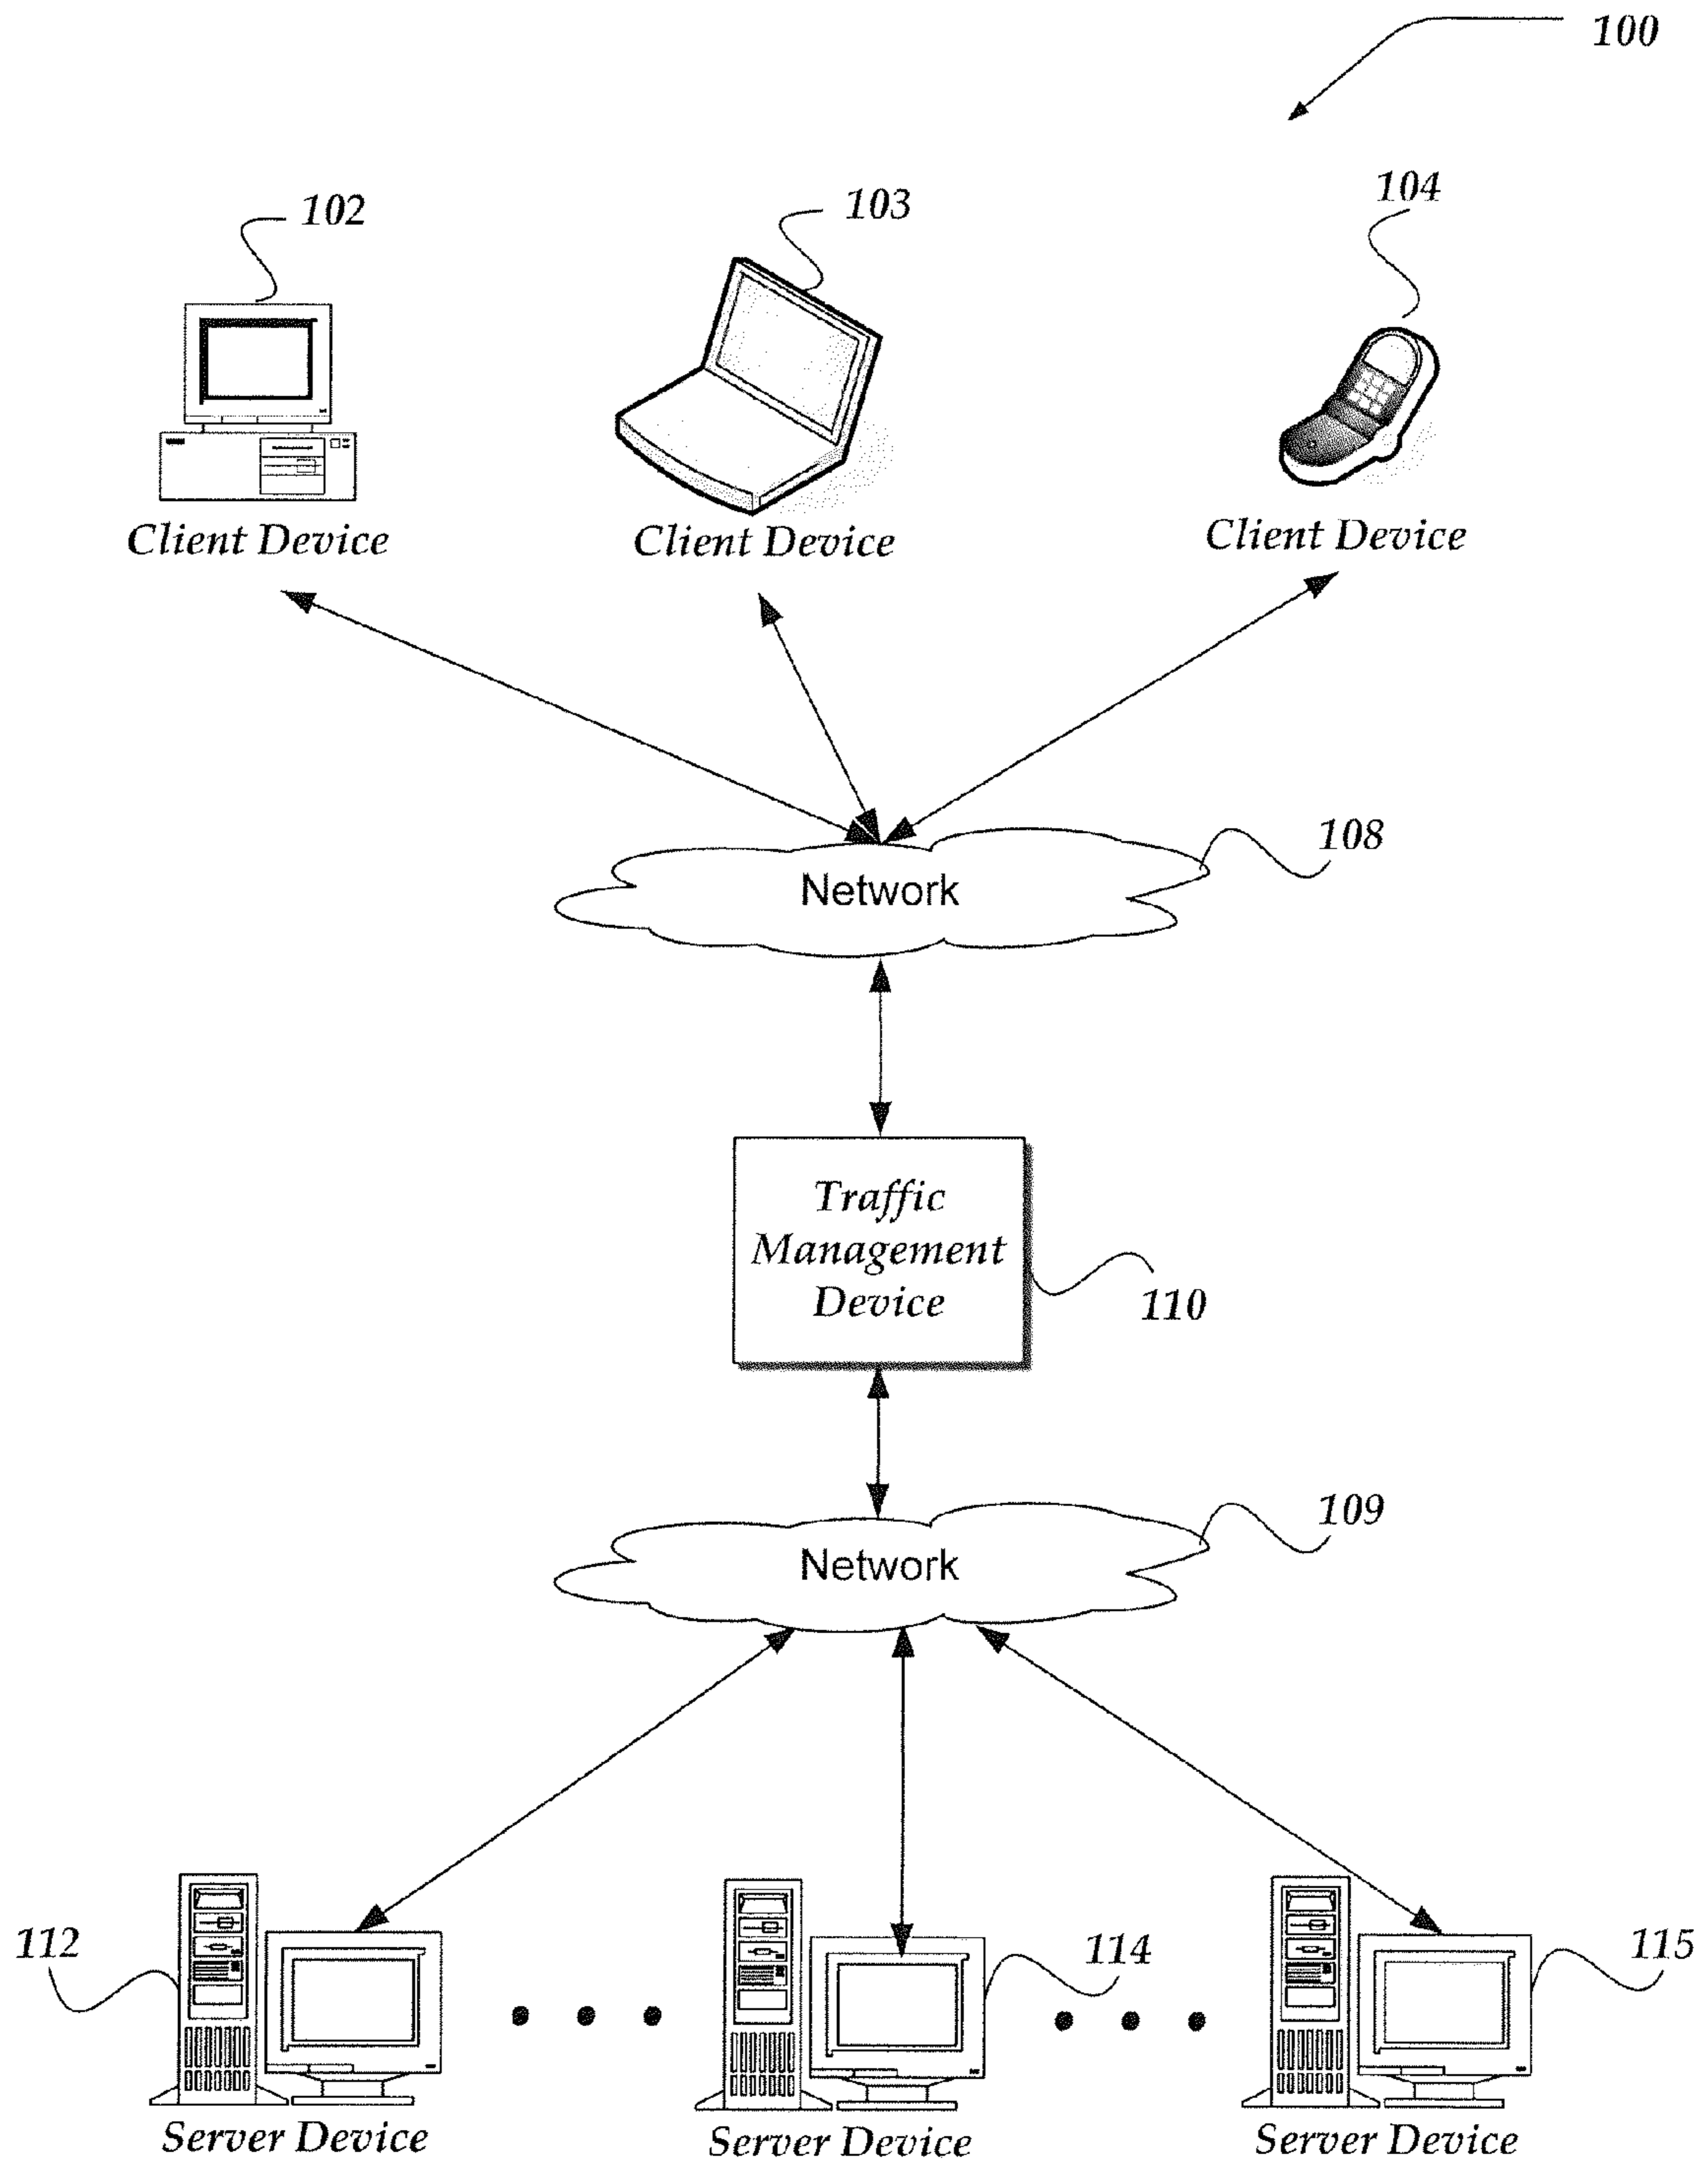 100
102
103
104
Client Device
Client Device
Client Device
108
Network
Traffic
Management
Device
110
109
Network
112
114
115
Server Device
Server Device
Server Device